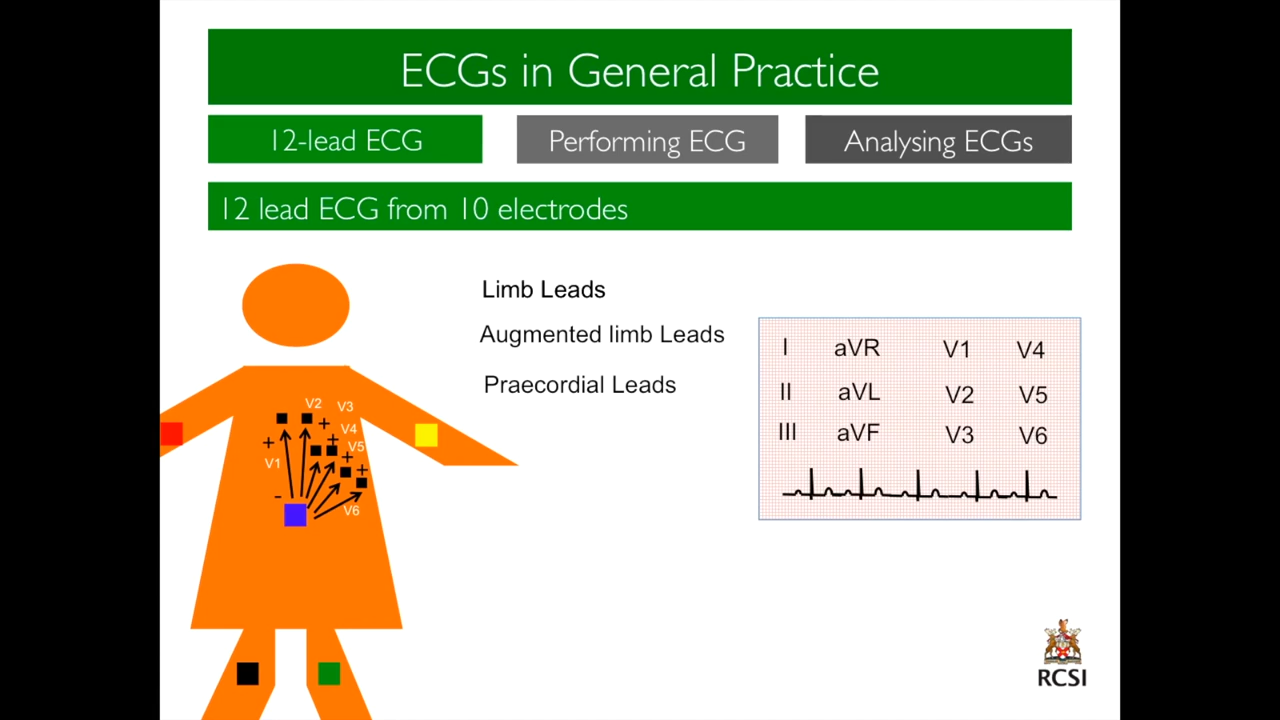 ECGs in General Practice
12-lead ECG
Performing ECG
Analysing ECGs
12 lead ECG from 10 electrodes
Limb Leads
Augmented limb Leads
Praecordial Leads
V2
V3
+
V4
+
+
V5
+
V1
+
-
V6
I aVR V1 V4
II aVL V2 V5
III aVF V3 V6
RCSI